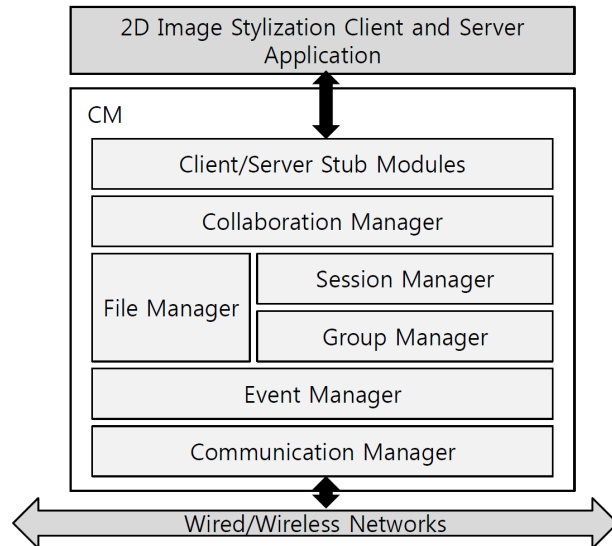 2D Image Stylization Client and Server
Application
CM
Client/Server Stub Modules
Collaboration Manager
File Manager
Session Manager
Group Manager
Event Manager
Communication Manager
Wired/Wireless Networks